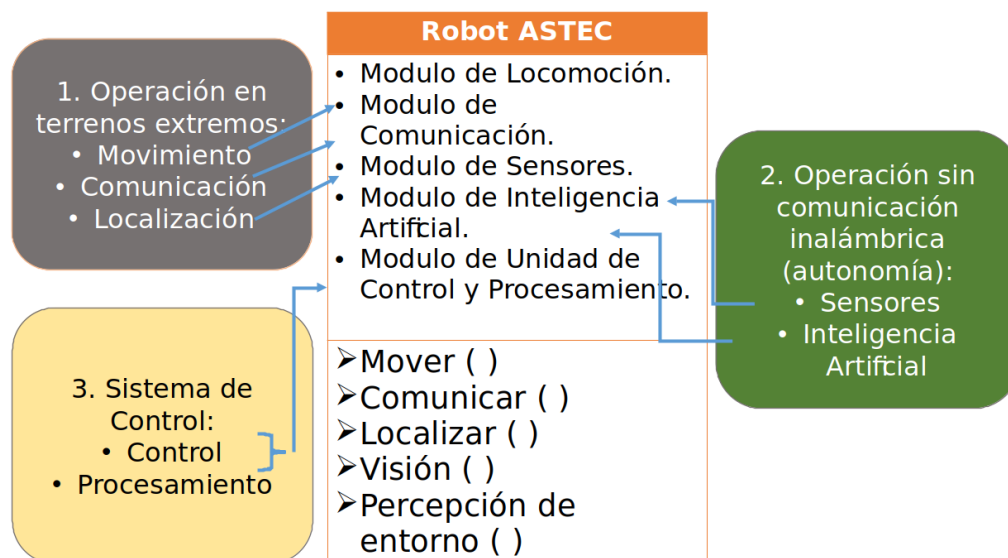 Robot ASTEC
1. Operación en
terrenos extremos:
• Movimiento
• Comunicación
• Localización
• Modulo de Locomoción.
• Modulo de
Comunicación.
• Modulo de Sensores.
• Modulo de Inteligencia
Artificial.
• Modulo de Unidad de
Control y Procesamiento.
2. Operación sin
comunicación
inalámbrica
(autonomía):
• Sensores
• Inteligencia
Artificial
3. Sistema de
Control:
• Control
• Procesamiento
➢Mover ( )
➢Comunicar ( )
➢Localizar ( )
➢Visión ( )
➢Percepción de
entorno ( )